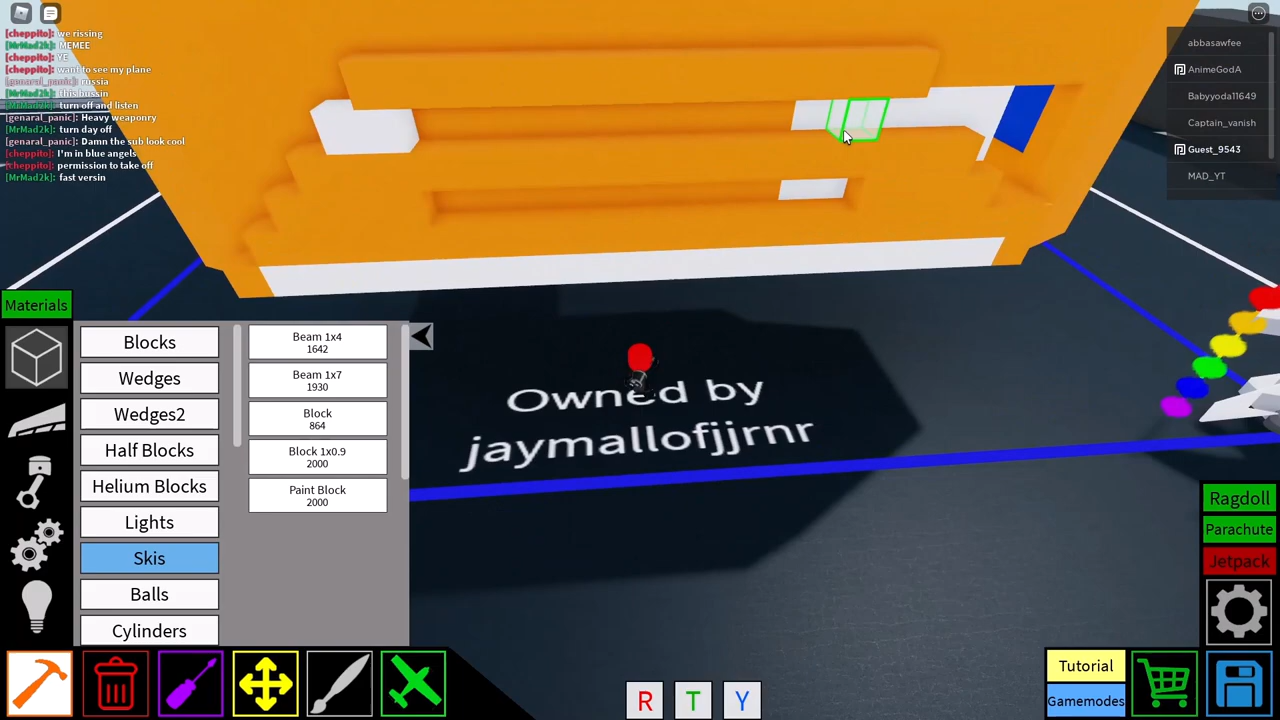 [cheppito]: we rissing
[MrMad2k]: MEMEE
[cheppito]: YE
[cheppito]: want to see my plane
[genaral_panic]: russia
[MrMad2k]: this bussin
[MrMad2k]: turn off and listen
[genaral_panic]: Heavy weaponry
[MrMad2k]: turn day off
[genaral_panic]: Damn the sub look cool
[cheppito]: I'm in blue angels
[cheppito]: permission to take off
[MrMad2k]: fast versin
abbasawfee
AnimeGodA
Babyyoda11649
Captain_vanish
Guest_9543
MAD_YT
Materials
Blocks
Wedges
Wedges2
Half Blocks
Helium Blocks
Lights
Skis
Balls
Cylinders
Beam 1x4
1642
Beam 1x7
1930
Block
864
Block 1x0.9
2000
Paint Block
2000
Owned by
jaymallofjjrnr
Ragdoll
Parachute
Jetpack
Tutorial
Gamemodes
R T Y